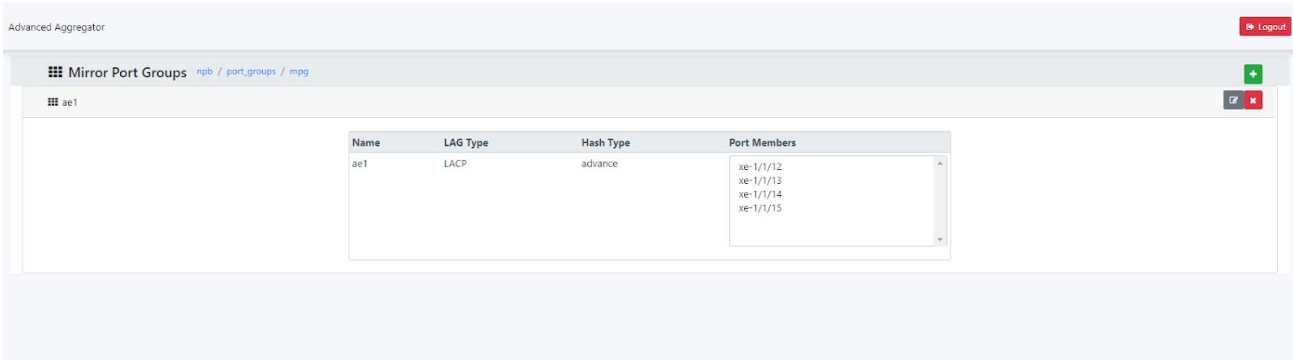 Advanced Aggregator
Logout
Mirror Port Groups npb / port_groups / mpg
ae1
Name LAG Type Hash Type Port Members
ae1 LACP advance xe-1/1/12
xe-1/1/13
xe-1/1/14
xe-1/1/15